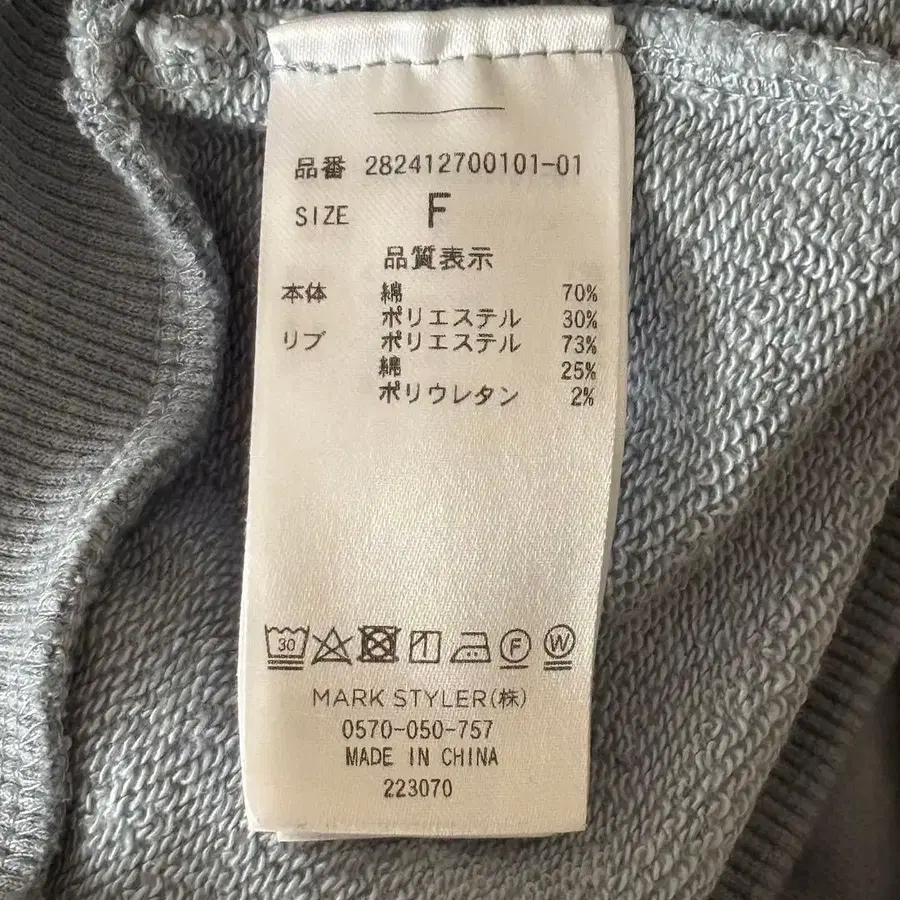 品番 282412700101-01
SIZE F
品質表示
本体 綿 70%
ポリエステル 30%
リブ ポリエステル 73%
綿 25%
ポリウレタン 2%
30 F W
MARK STYLER(株)
0570-050-757
MADE IN CHINA
223070